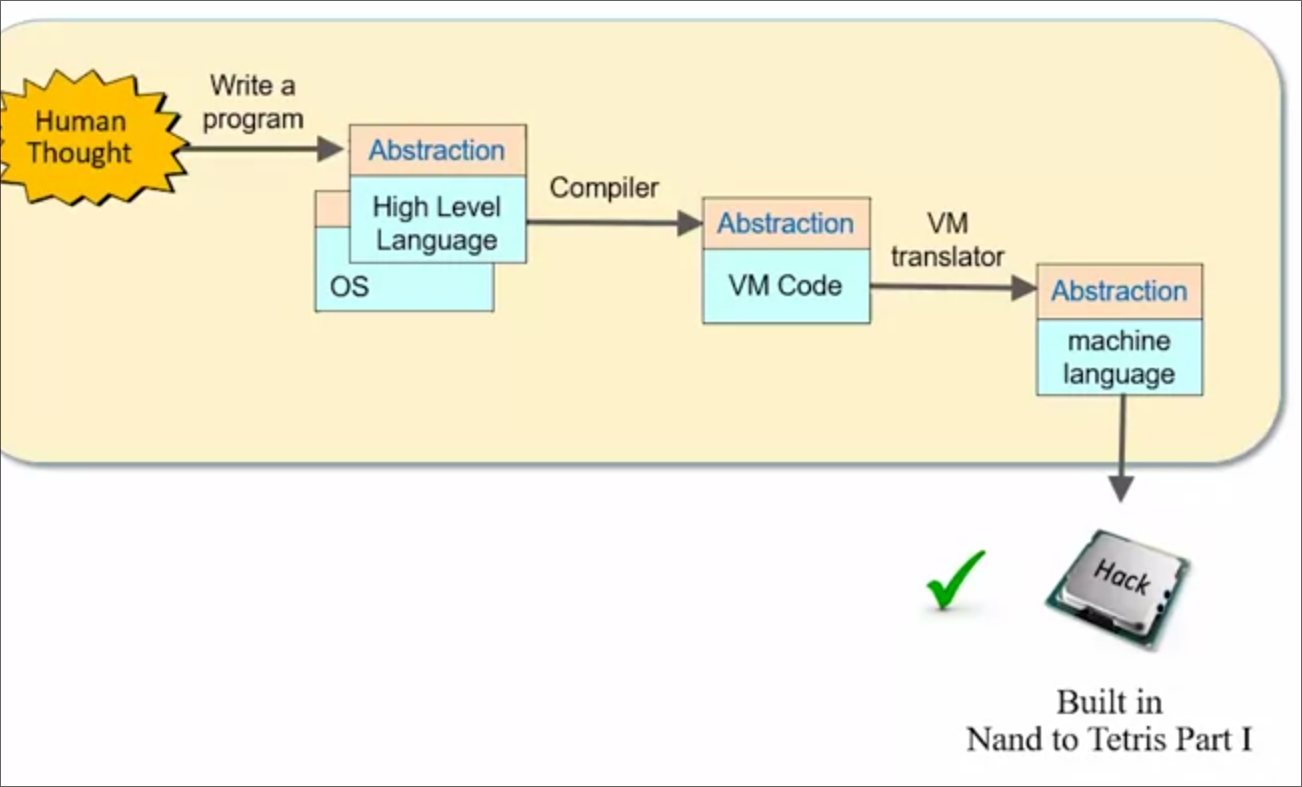 Human
Thought
Write a
program
Abstraction
High Level
Language
OS
Compiler
Abstraction
VM Code
VM
translator
Abstraction
machine
language
Hack
Built in
Nand to Tetris Part I